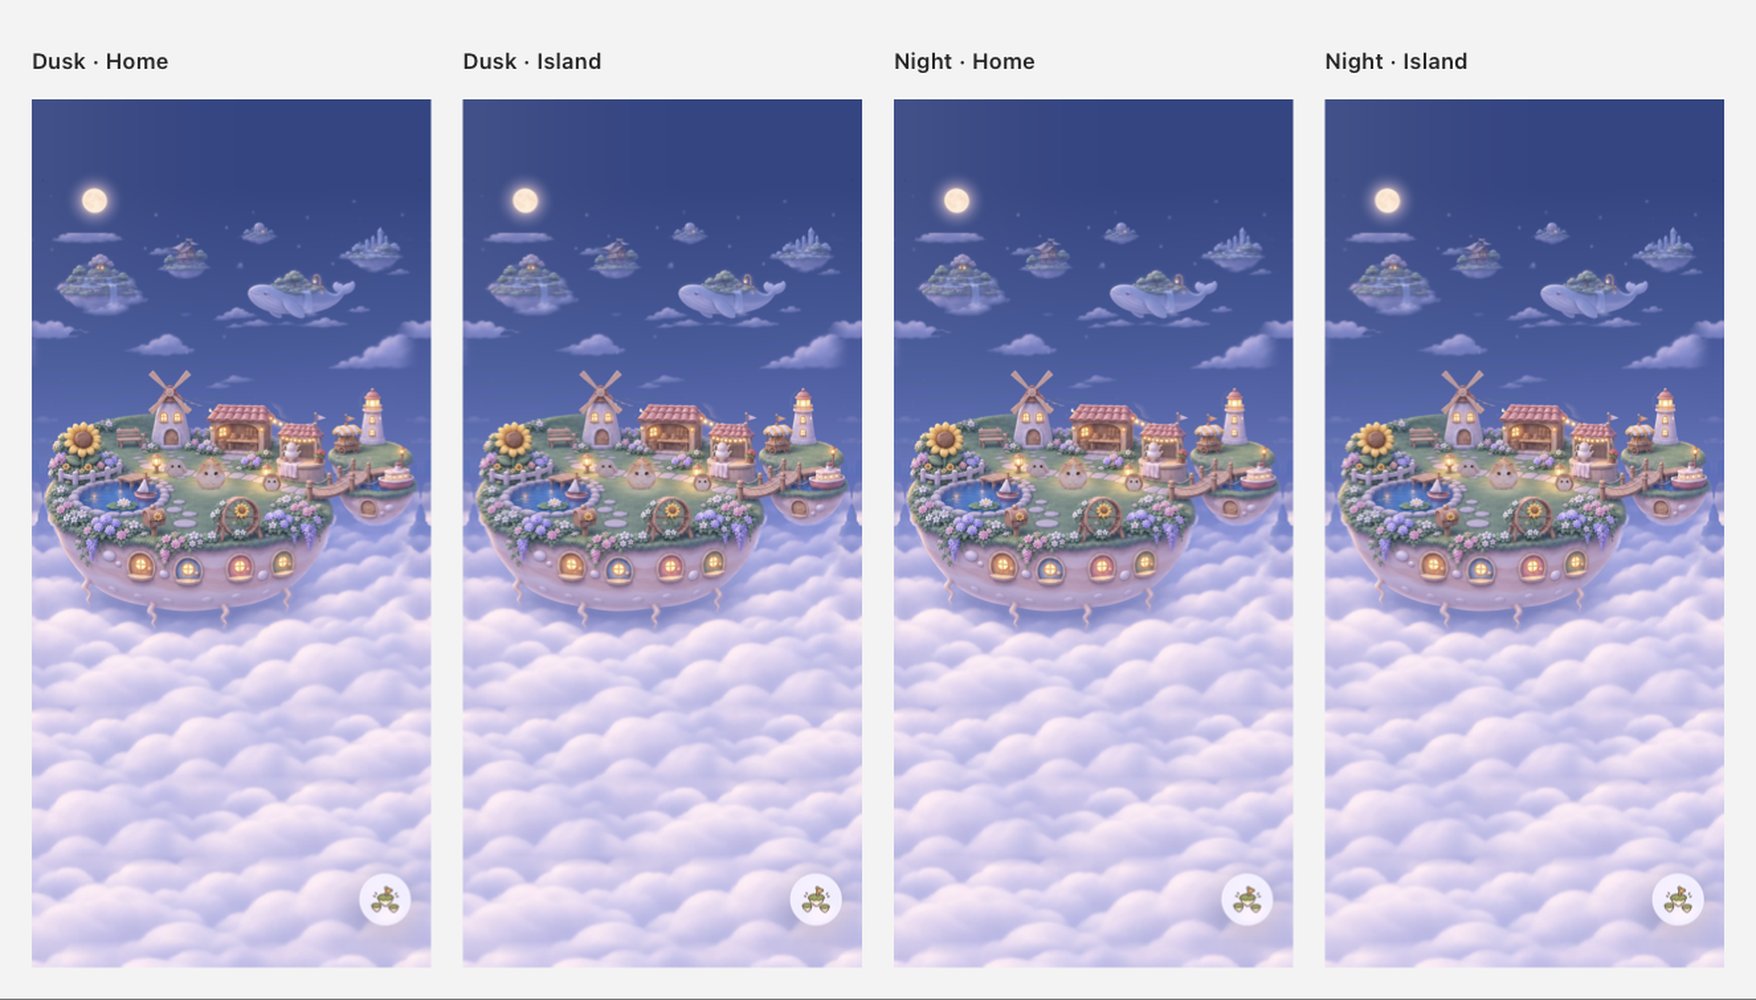 Dusk · Home
Dusk · Island
Night · Home
Night · Island